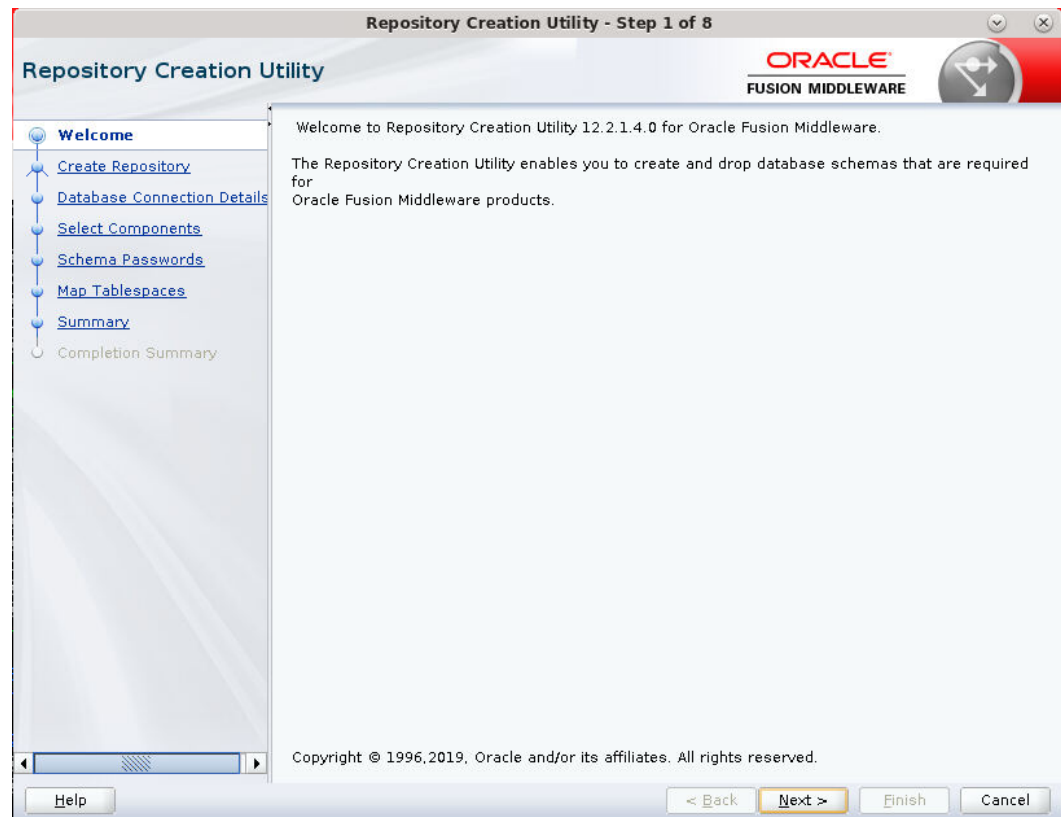 Repository Creation Utility - Step 1 of 8
Repository Creation Utility
ORACLE®
FUSION MIDDLEWARE
Welcome
Create Repository
Database Connection Details
Select Components
Schema Passwords
Map Tablespaces
Summary
Completion Summary
Welcome to Repository Creation Utility 12.2.1.4.0 for Oracle Fusion Middleware.
The Repository Creation Utility enables you to create and drop database schemas that are required
for
Oracle Fusion Middleware products.
Copyright © 1996,2019, Oracle and/or its affiliates. All rights reserved.
Help
< Back
Next >
Finish
Cancel